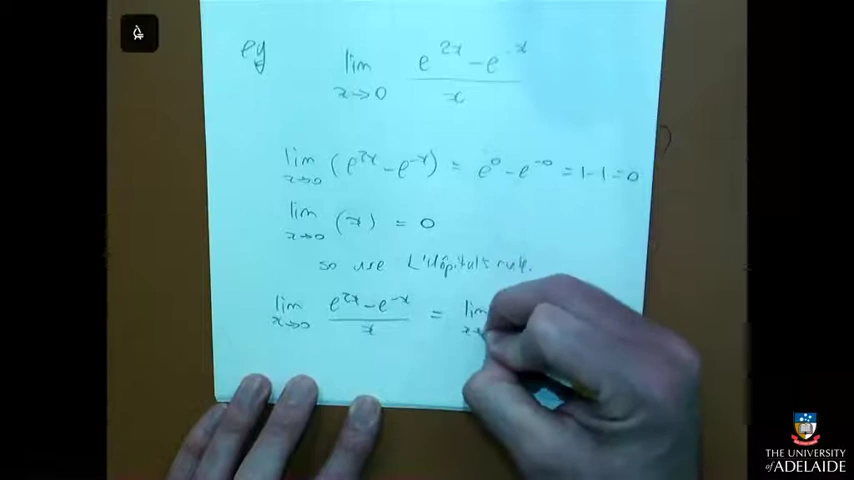 eg lim x→0 (e^{2x} - e^{-x})/x
lim x→0 (e^{2x} - e^{-x}) = e^0 - e^{-0} = 1-1=0
lim x→0 (x) = 0
so use L'Hôpital's rule.
lim x→0 (e^{2x} - e^{-x})/x = lim
THE UNIVERSITY
of ADELAIDE